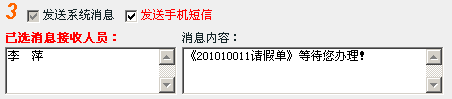 3 发送系统消息 发送手机短信
已选消息接收人员： 消息内容：
李　萍 《201010011请假单》等待您办理！